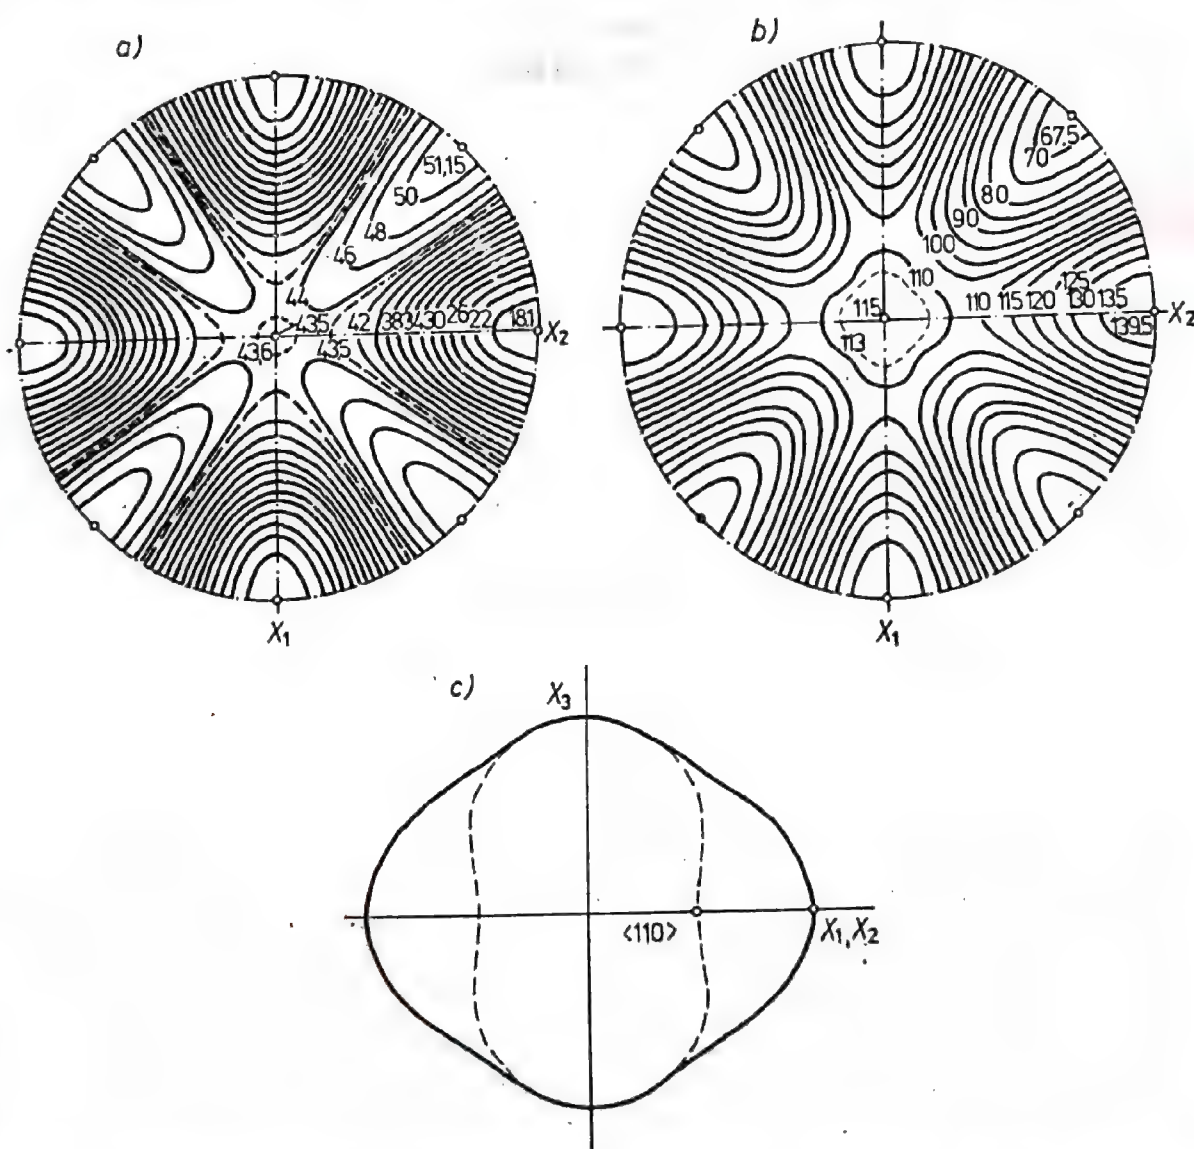 a)
51,15
50
48
46
44
43,5 42 38 34 30 26 22 18,1 X₂
43,6 43,5
X₁
b)
67,5
70
80
90
100
110
125
115 110 115 120 130 135 X₂
113 139,5
X₁
c) X₃
<110> X₁, X₂